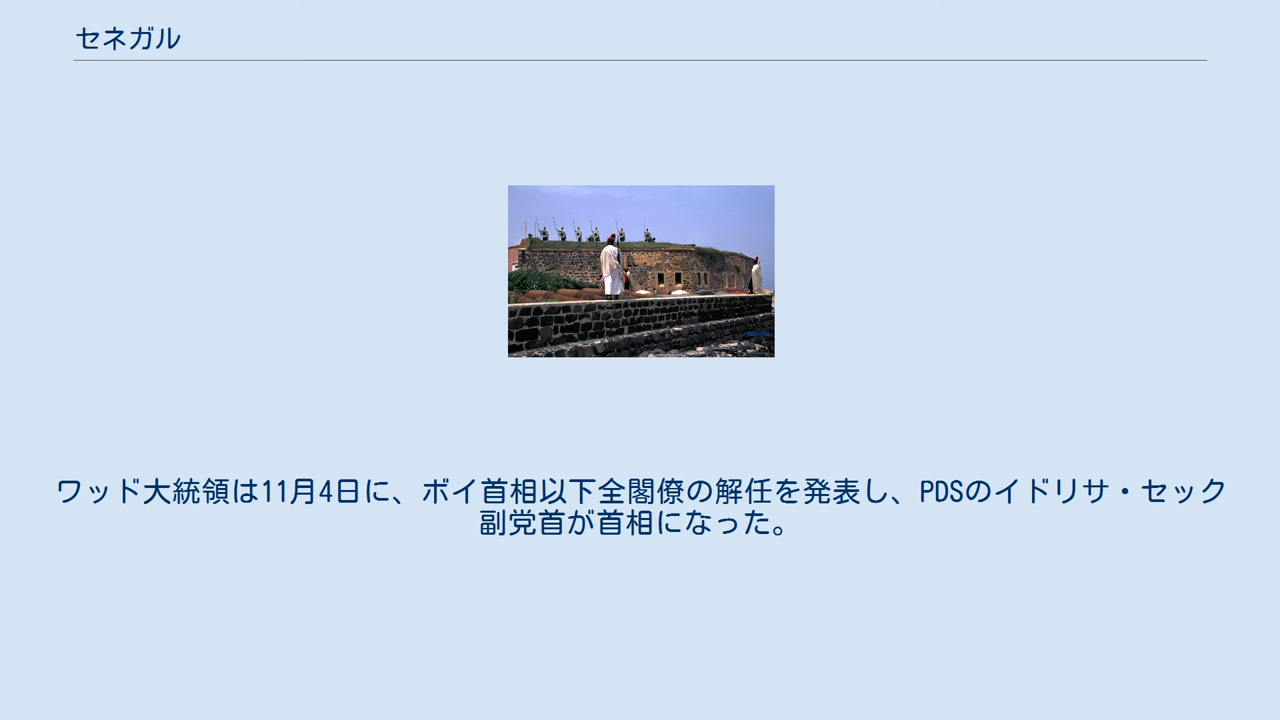 セネガル
ワッド大統領は11月4日に、ボイ首相以下全閣僚の解任を発表し、PDSのイドリサ・セック
副党首が首相になった。